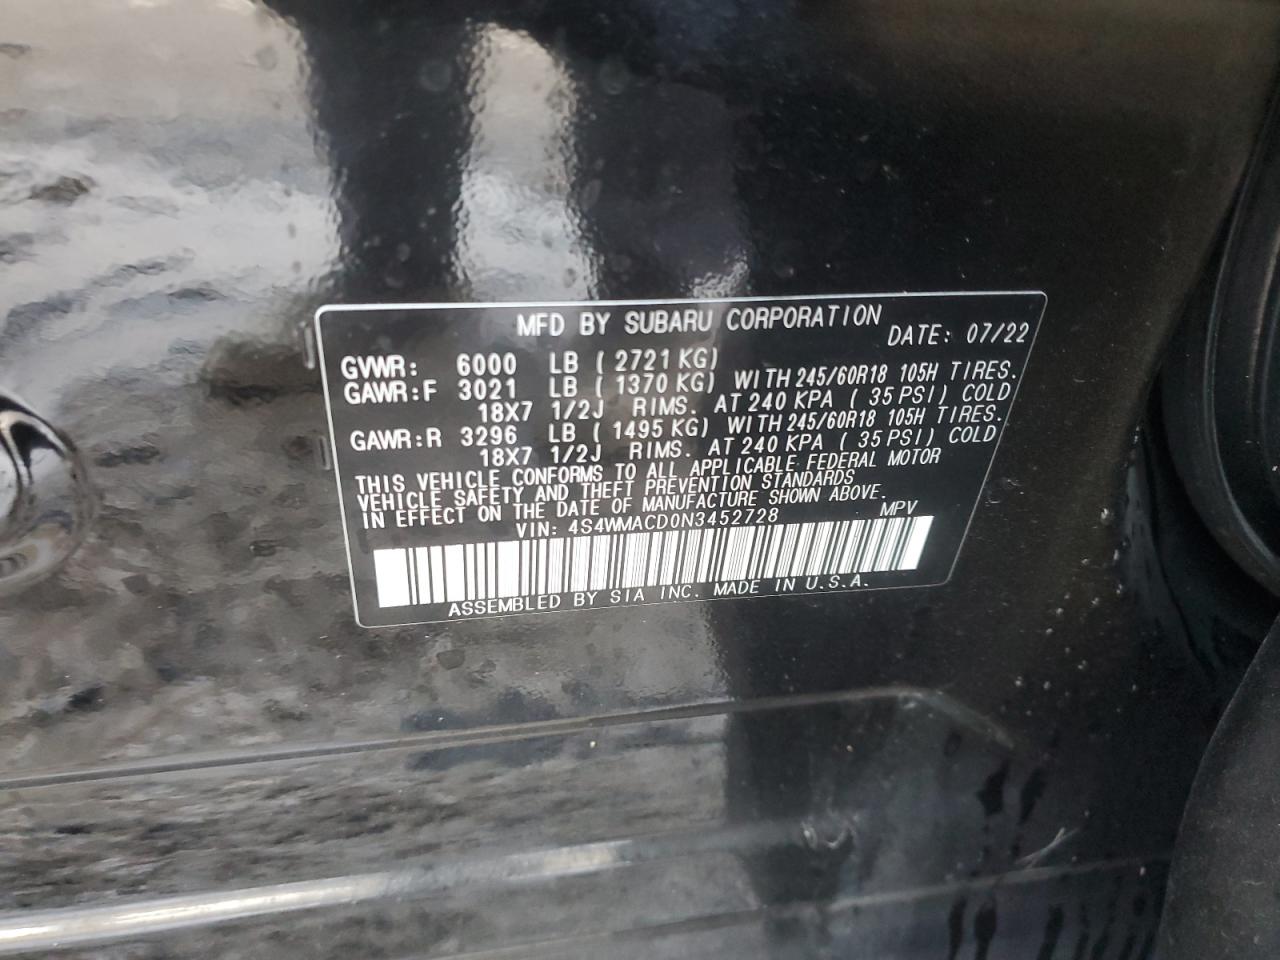 MFD BY SUBARU CORPORATION
DATE: 07/22
GVWR: 6000 LB ( 2721 KG)
GAWR:F 3021 LB ( 1370 KG) WITH 245/60R18 105H TIRES.
18X7 1/2J RIMS. AT 240 KPA ( 35 PSI) COLD
GAWR:R 3296 LB ( 1495 KG) WITH 245/60R18 105H TIRES.
18X7 1/2J RIMS. AT 240 KPA ( 35 PSI) COLD
THIS VEHICLE CONFORMS TO ALL APPLICABLE FEDERAL MOTOR
VEHICLE SAFETY AND THEFT PREVENTION STANDARDS
IN EFFECT ON THE DATE OF MANUFACTURE SHOWN ABOVE.
VIN: 4S4WMACD0N3452728 MPV
ASSEMBLED BY SIA INC. MADE IN U.S.A.